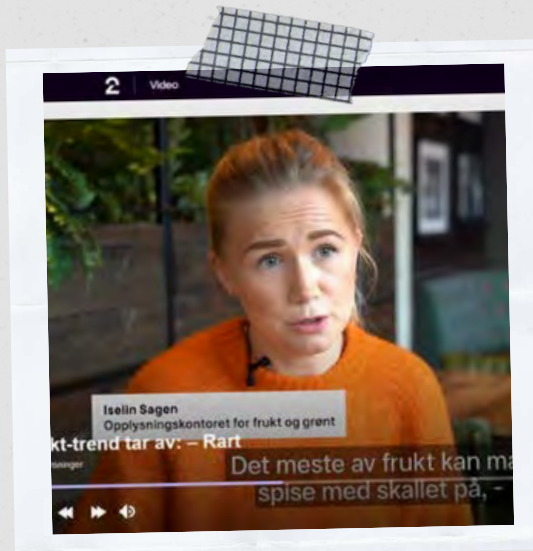 2 Video
Iselin Sagen
Opplysningskontoret for frukt og grønt
kt-trend tar av: – Rart
Det meste av frukt kan ma
spise med skallet på, -